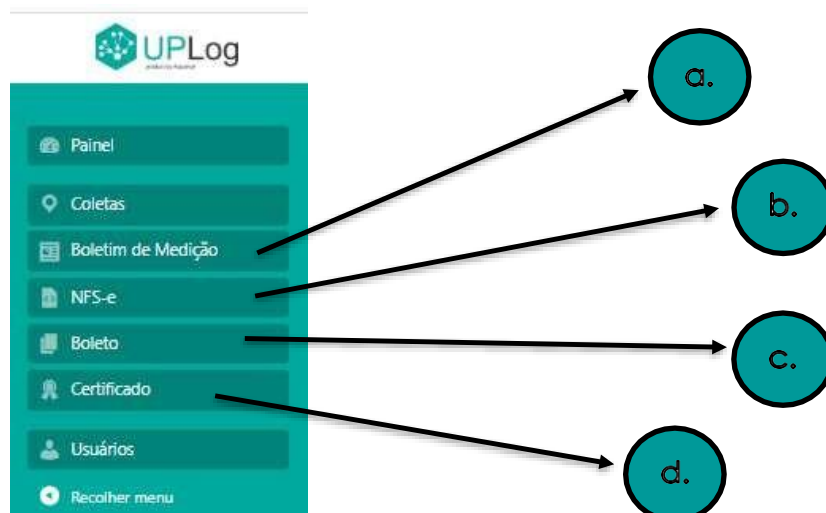 UPLog
a.
Painel
b.
Coletas
Boletim de Medição
NFS-e
Boleto
c.
Certificado
Usuários
d.
Recolher menu